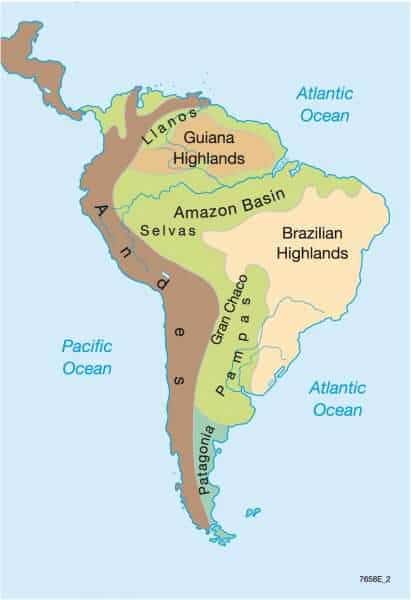 Atlantic
Ocean
Llanos
Guiana
Highlands
Amazon Basin
Selvas
Brazilian
Highlands
Andes
Gran Chaco
Pampas
Pacific
Ocean
Atlantic
Ocean
Patagonia
7658E_2